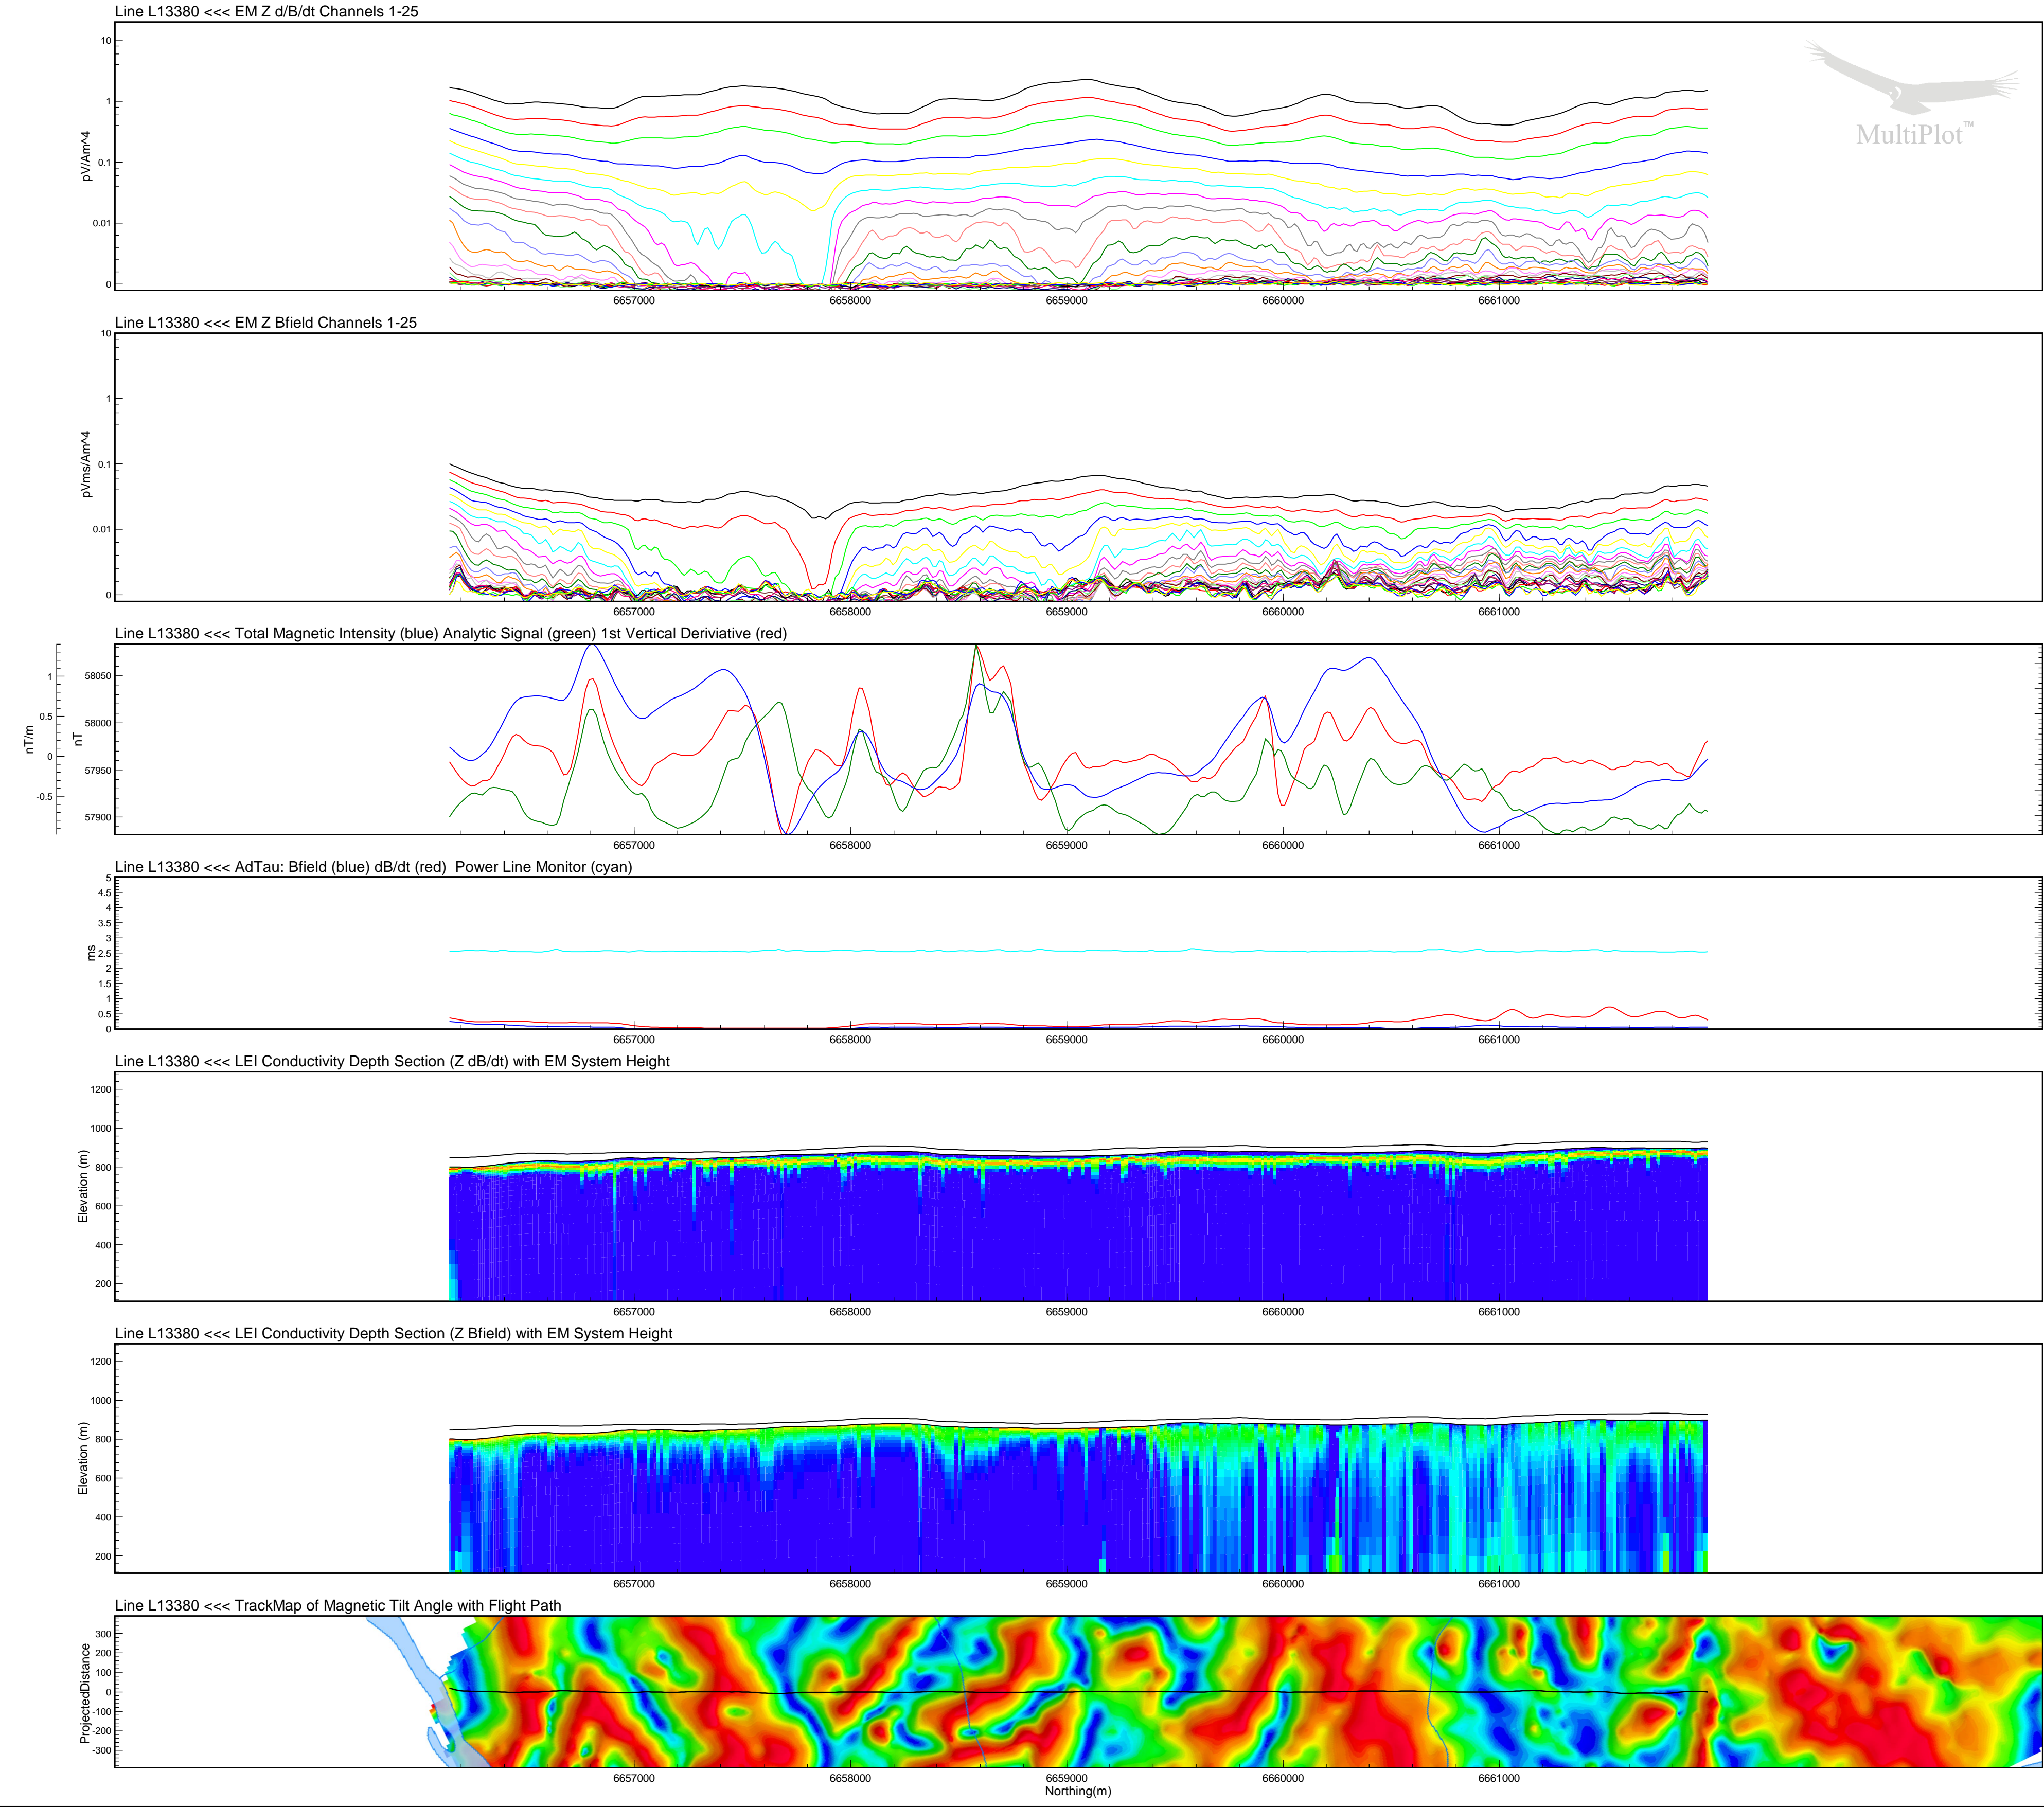 Line L13380 <<< EM Z d/B/dt Channels 1-25
10
1
0.1
0.01
0
pV/Am^4
MultiPlot™
6657000 6658000 6659000 6660000 6661000
Line L13380 <<< EM Z Bfield Channels 1-25
10
1
0.1
0.01
0
pVms/Am^4
6657000 6658000 6659000 6660000 6661000
Line L13380 <<< Total Magnetic Intensity (blue) Analytic Signal (green) 1st Vertical Deriviative (red)
1
0.5
0
-0.5
nT/m
58050
58000
57950
57900
nT
6657000 6658000 6659000 6660000 6661000
Line L13380 <<< AdTau: Bfield (blue) dB/dt (red) Power Line Monitor (cyan)
5
4.5
4
3.5
3
2.5
2
1.5
1
0.5
0
ms
6657000 6658000 6659000 6660000 6661000
Line L13380 <<< LEI Conductivity Depth Section (Z dB/dt) with EM System Height
1200
1000
800
600
400
200
Elevation (m)
6657000 6658000 6659000 6660000 6661000
Line L13380 <<< LEI Conductivity Depth Section (Z Bfield) with EM System Height
1200
1000
800
600
400
200
Elevation (m)
6657000 6658000 6659000 6660000 6661000
Line L13380 <<< TrackMap of Magnetic Tilt Angle with Flight Path
300
200
100
0
-100
-200
-300
ProjectedDistance
6657000 6658000 6659000 6660000 6661000
Northing(m)